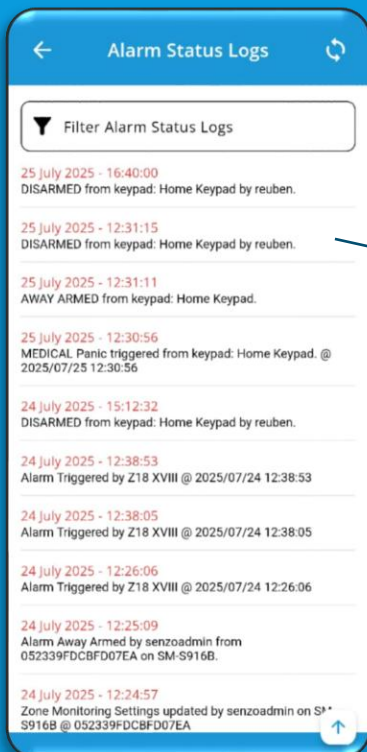 Alarm Status Logs
Filter Alarm Status Logs
25 July 2025 - 16:40:00
DISARMED from keypad: Home Keypad by reuben.
25 July 2025 - 12:31:15
DISARMED from keypad: Home Keypad by reuben.
25 July 2025 - 12:31:11
AWAY ARMED from keypad: Home Keypad.
25 July 2025 - 12:30:56
MEDICAL Panic triggered from keypad: Home Keypad. @
2025/07/25 12:30:56
24 July 2025 - 15:12:32
DISARMED from keypad: Home Keypad by reuben.
24 July 2025 - 12:38:53
Alarm Triggered by Z18 XVIII @ 2025/07/24 12:38:53
24 July 2025 - 12:38:05
Alarm Triggered by Z18 XVIII @ 2025/07/24 12:38:05
24 July 2025 - 12:26:06
Alarm Triggered by Z18 XVIII @ 2025/07/24 12:26:06
24 July 2025 - 12:25:09
Alarm Away Armed by senzoadmin from
052339FDCBFD07EA on SM-S916B.
24 July 2025 - 12:24:57
Zone Monitoring Settings updated by senzoadmin on SM-
S916B @ 052339FDCBFD07EA